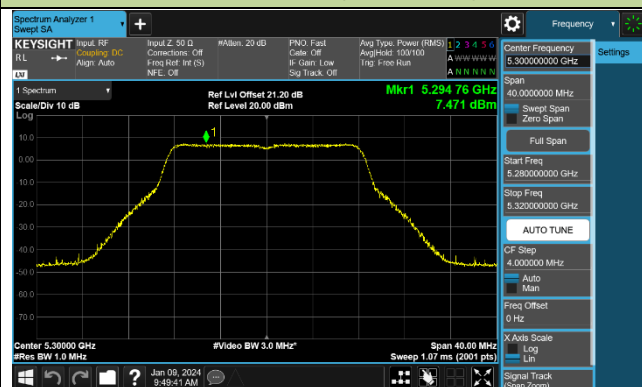 Spectrum Analyzer 1
Swept SA
+
Frequency
KEYSIGHT
Input: RF
Input Z: 50 Ω
#Atten: 20 dB
PNO: Fast
Avg Type: Power (RMS)
1 2 3 4 5 6
RL
Coupling: DC
Corrections: Off
Gate: Off
Avg|Hold: 100/100
A W W W W W
Align: Auto
Freq Ref: Int (S)
IF Gain: Low
Trig: Free Run
NFE: Off
Sig Track: Off
A N N N N N
LXI
1 Spectrum
Ref Lvl Offset 21.20 dB
Mkr1 5.294 76 GHz
Scale/Div 10 dB
Ref Level 20.00 dBm
7.471 dBm
Log
1
10.0
0.00
-10.0
-20.0
-30.0
-40.0
-50.0
-60.0
-70.0
Center 5.30000 GHz
#Video BW 3.0 MHz*
Span 40.00 MHz
#Res BW 1.0 MHz
Sweep 1.07 ms (2001 pts)
Jan 09, 2024
9:49:41 AM
?
Center Frequency
5.300000000 GHz
Settings
Span
40.0000000 MHz
Swept Span
Zero Span
Full Span
Start Freq
5.280000000 GHz
Stop Freq
5.320000000 GHz
AUTO TUNE
CF Step
4.000000 MHz
Auto
Man
Freq Offset
0 Hz
X Axis Scale
Log
Lin
Signal Track
(Span Zoom)